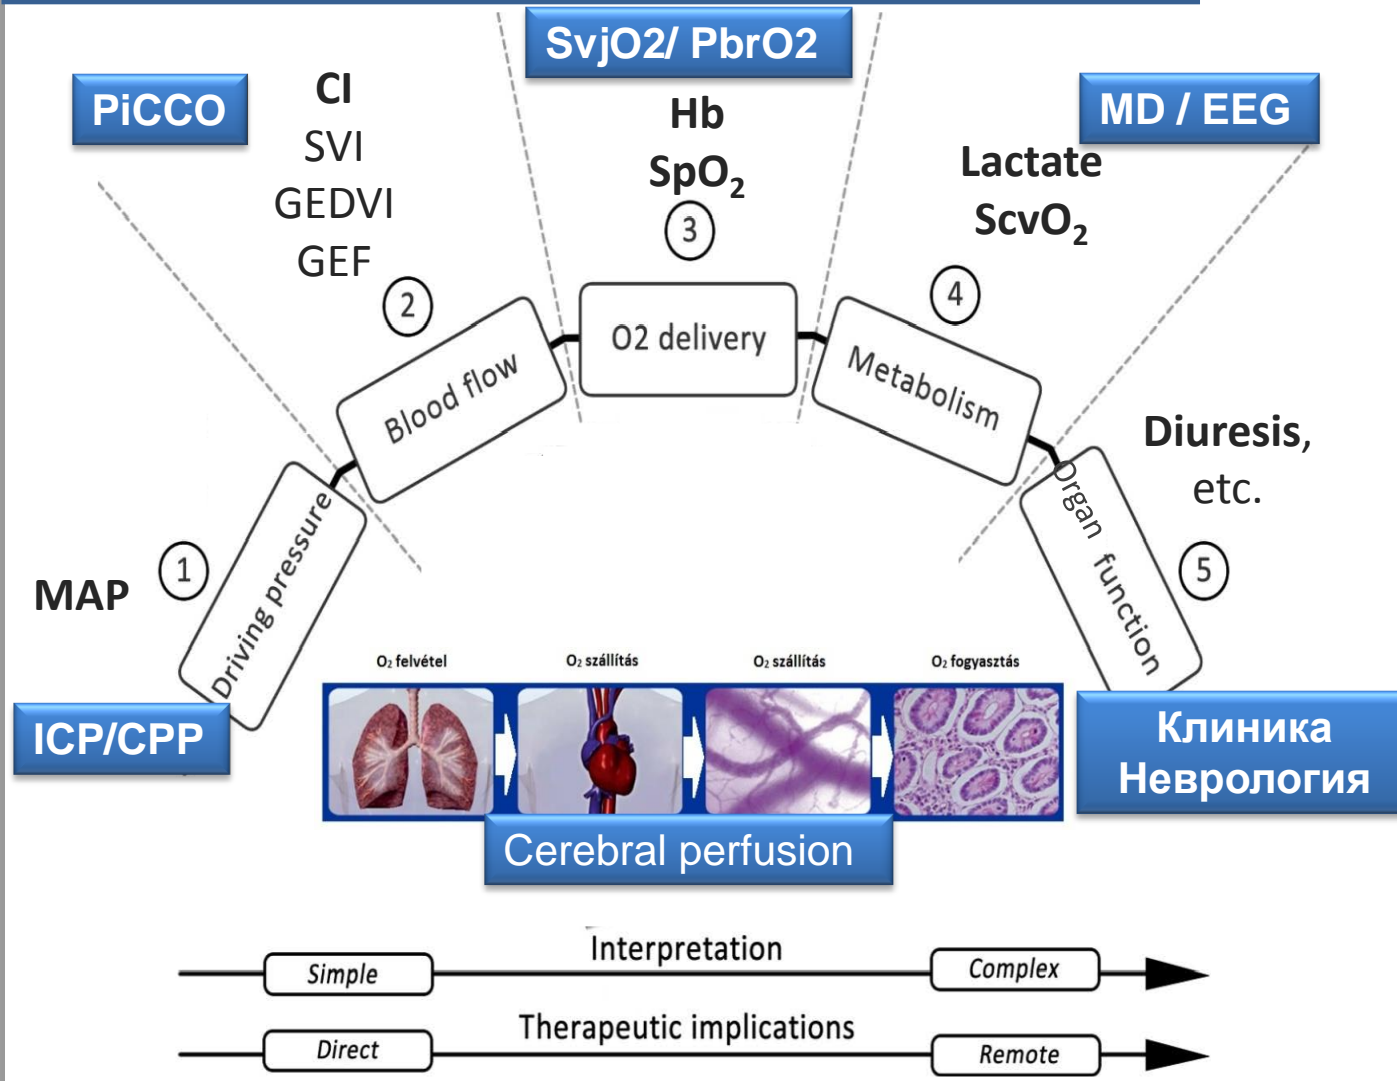 SvjO2/ PbrO2
PiCCO
CI
SVI
GEDVI
GEF
Hb
SpO₂
MD / EEG
Lactate
ScvO₂
3
2
4
O2 delivery
Blood flow
Metabolism
Diuresis,
etc.
MAP
1
Driving pressure
Organ function
5
ICP/CPP
O₂ felvétel
O₂ szállítás
O₂ szállítás
O₂ fogyasztás
Клиника
Неврология
Cerebral perfusion
Interpretation
Simple
Complex
Therapeutic implications
Direct
Remote